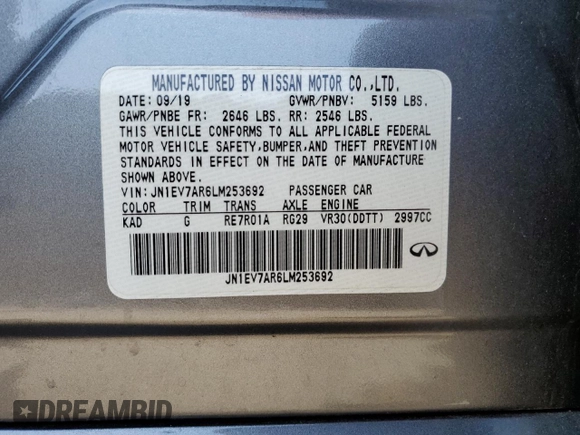 MANUFACTURED BY NISSAN MOTOR CO.,LTD.
DATE: 09/19 GVWR/PNBV: 5159 LBS.
GAWR/PNBE FR: 2646 LBS. RR: 2546 LBS.
THIS VEHICLE CONFORMS TO ALL APPLICABLE FEDERAL
MOTOR VEHICLE SAFETY,BUMPER,AND THEFT PREVENTION
STANDARDS IN EFFECT ON THE DATE OF MANUFACTURE
SHOWN ABOVE.
VIN: JN1EV7AR6LM253692 PASSENGER CAR
COLOR TRIM TRANS AXLE ENGINE
KAD G RE7R01A RG29 VR30(DDTT) 2997CC
JN1EV7AR6LM253692
DREAMBID